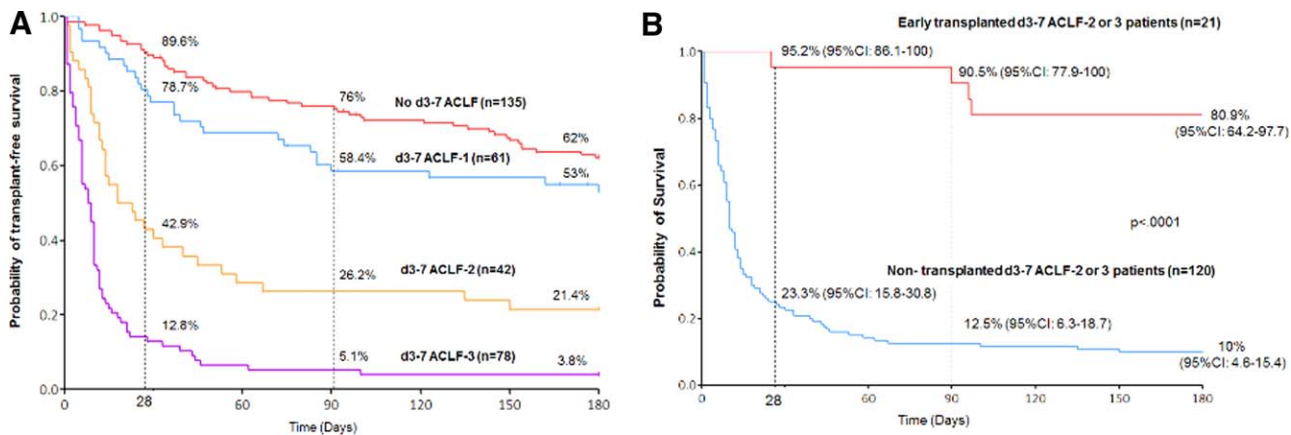 A
Probability of transplant-free survival
1.0
0.8
0.6
0.4
0.2
0.0
89.6%
78.7%
76%
No d3-7 ACLF (n=135)
62%
58.4%
d3-7 ACLF-1 (n=61)
53%
42.9%
26.2%
d3-7 ACLF-2 (n=42)
21.4%
12.8%
5.1%
d3-7 ACLF-3 (n=78)
3.8%
0
28
60
90
120
150
180
Time (Days)
B
Probability of Survival
1.0
0.8
0.6
0.4
0.2
0.0
Early transplanted d3-7 ACLF-2 or 3 patients (n=21)
95.2% (95%CI: 86.1-100)
90.5% (95%CI: 77.9-100)
80.9%
(95%CI: 64.2-97.7)
p<.0001
Non- transplanted d3-7 ACLF-2 or 3 patients (n=120)
23.3% (95%CI: 15.8-30.8)
12.5% (95%CI: 6.3-18.7)
10%
(95%CI: 4.6-15.4)
0
28
60
90
120
150
180
Time (Days)